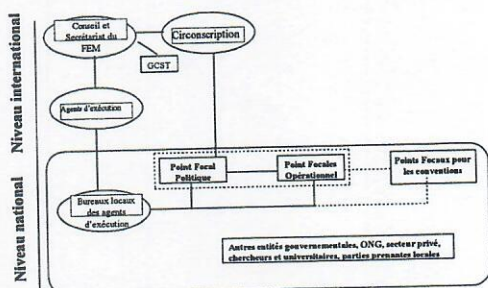 Niveau international
Conseil et
Secrétariat du
FEM
Circonscription
GCST
Agents d'exécution
Niveau national
Point Focal
Politique
Point Focales
Opérationnel
Points Focaux pour
les conventions
Bureaux locaux
des agents
d'exécution
Autres entités gouvernementales, ONG, secteur privé,
chercheurs et universitaires, parties prenantes locales